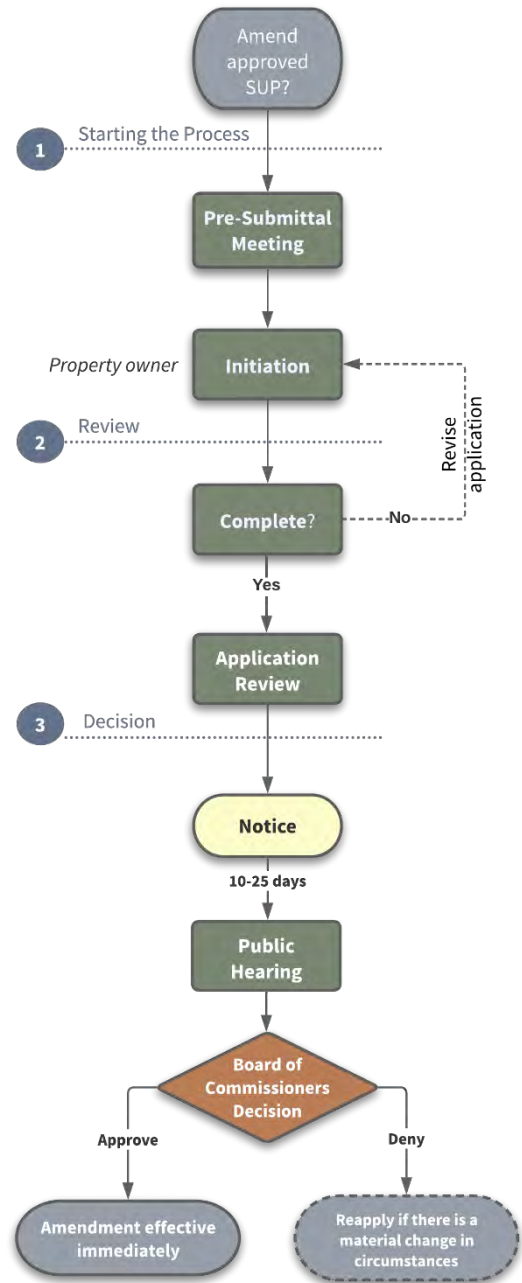 Amend
approved
SUP?
1
Starting the Process
Pre-Submittal
Meeting
Property owner
Initiation
Revise
application
2
Review
Complete?
No
Yes
Application
Review
3
Decision
Notice
10-25 days
Public
Hearing
Board of
Commissioners
Decision
Approve
Deny
Amendment effective
immediately
Reapply if there is a
material change in
circumstances